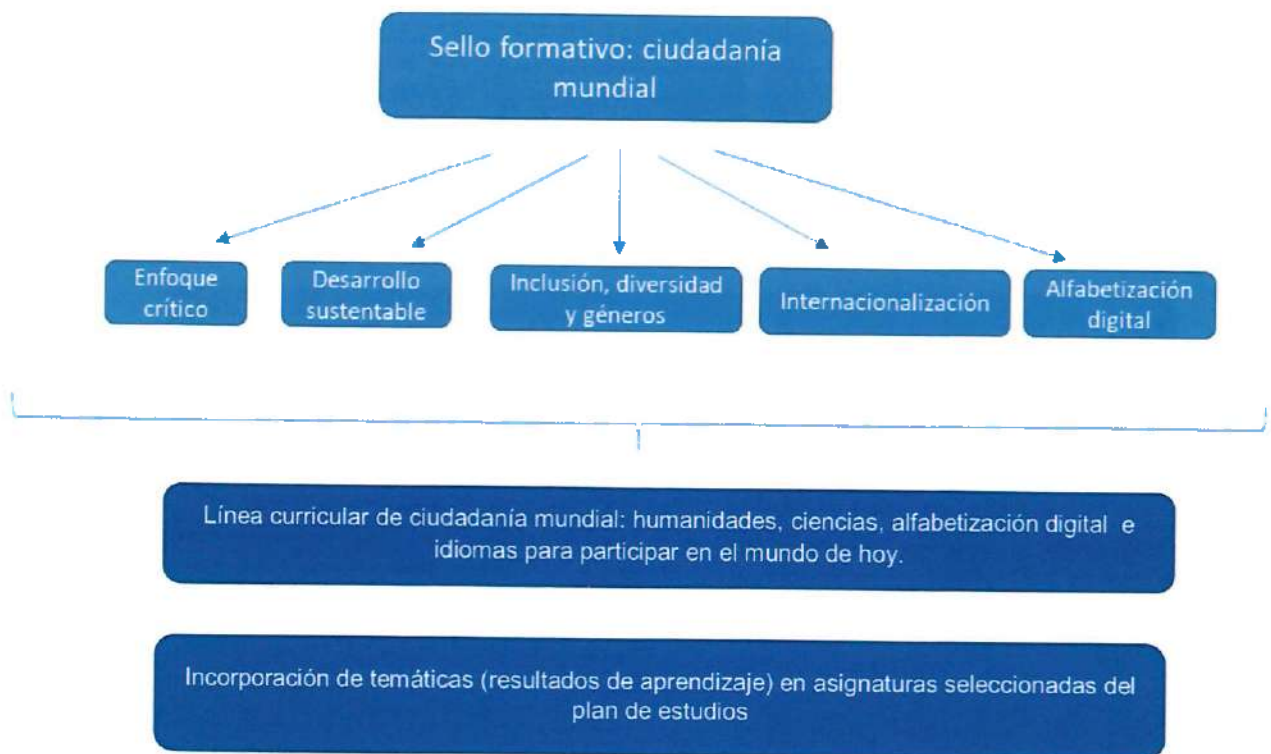 Sello formativo: ciudadanía
mundial
Enfoque
crítico
Desarrollo
sustentable
Inclusión, diversidad
y géneros
Internacionalización
Alfabetización
digital
Línea curricular de ciudadanía mundial: humanidades, ciencias, alfabetización digital e
idiomas para participar en el mundo de hoy.
Incorporación de temáticas (resultados de aprendizaje) en asignaturas seleccionadas del
plan de estudios